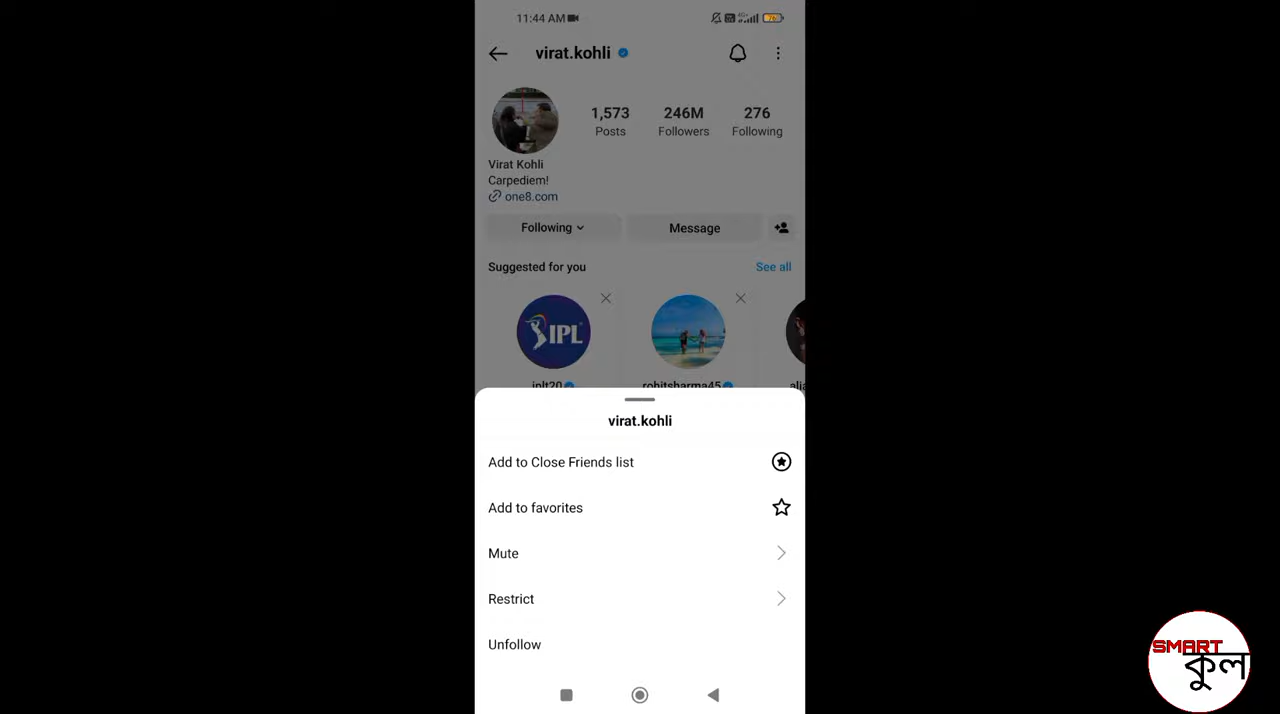 11:44 AM
virat.kohli
1,573
Posts
246M
Followers
276
Following
Virat Kohli
Carpediem!
one8.com
Following
Message
Suggested for you
See all
IPL
iplt20
rohitsharma45
virat.kohli
Add to Close Friends list
Add to favorites
Mute
Restrict
Unfollow
SMART
কুল